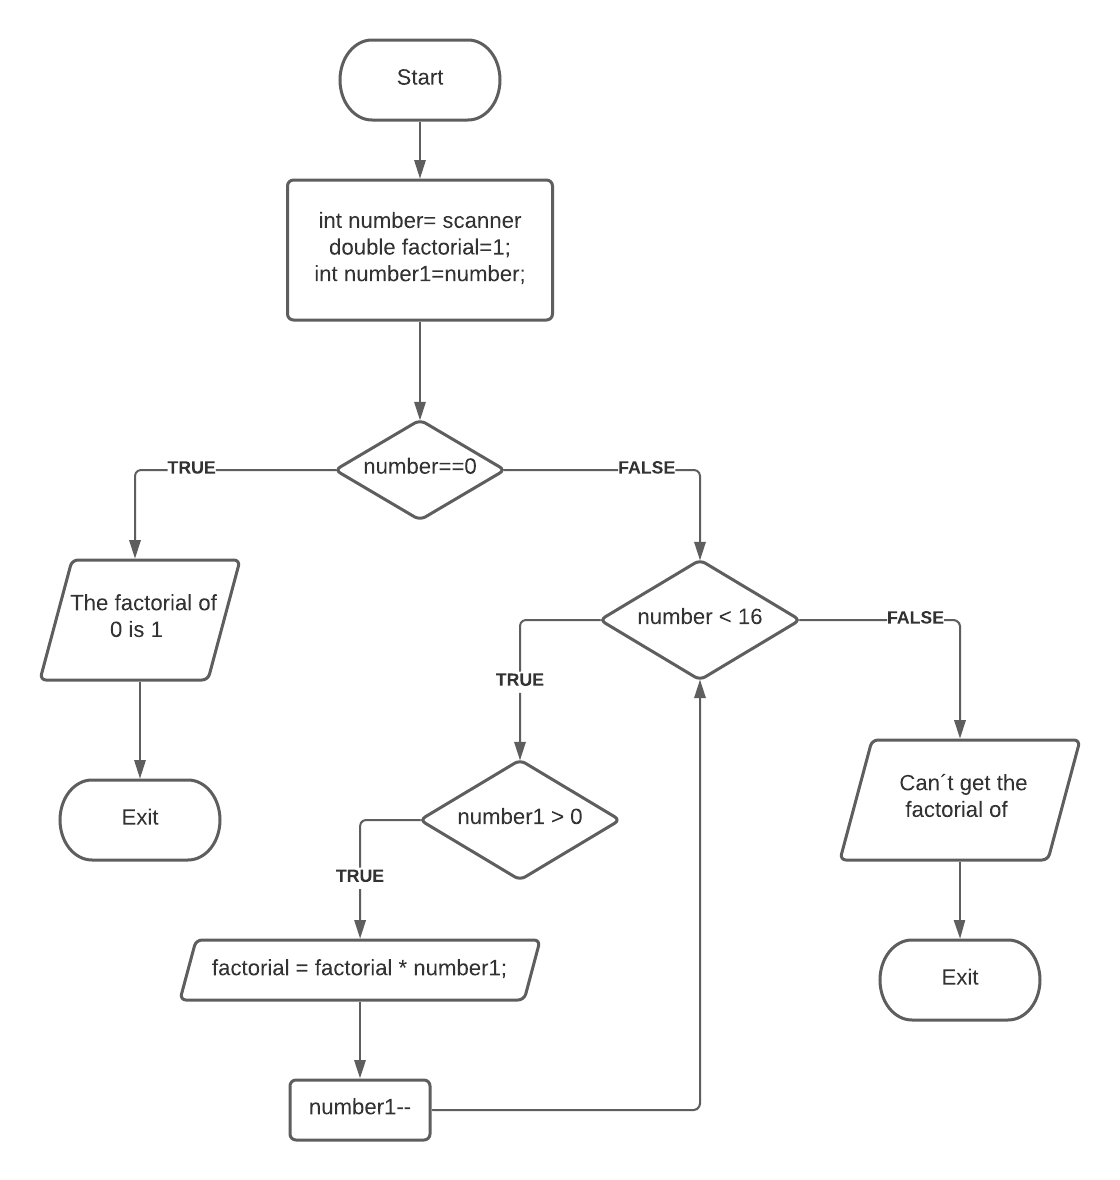 Start
int number= scanner
double factorial=1;
int number1=number;
number==0
TRUE
FALSE
The factorial of
0 is 1
Exit
number < 16
TRUE
FALSE
number1 > 0
TRUE
factorial = factorial * number1;
number1--
Can´t get the
factorial of
Exit